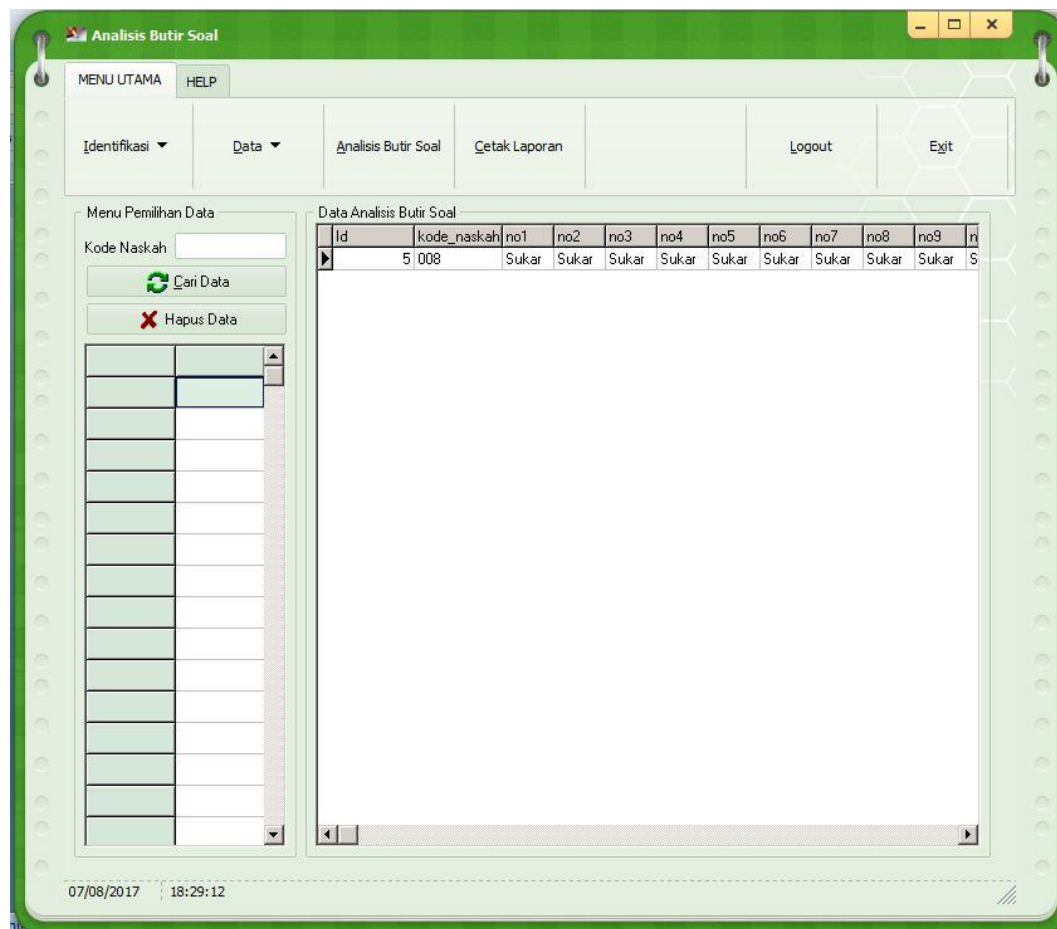 Analisis Butir Soal
MENU UTAMA HELP
Identifikasi Data Analisis Butir Soal Cetak Laporan Logout Exit
Menu Pemilihan Data
Kode Naskah
Cari Data
Hapus Data
Data Analisis Butir Soal
Id kode_naskah no1 no2 no3 no4 no5 no6 no7 no8 no9 n
5 008 Sukar Sukar Sukar Sukar Sukar Sukar Sukar Sukar Sukar S
07/08/2017 18:29:12